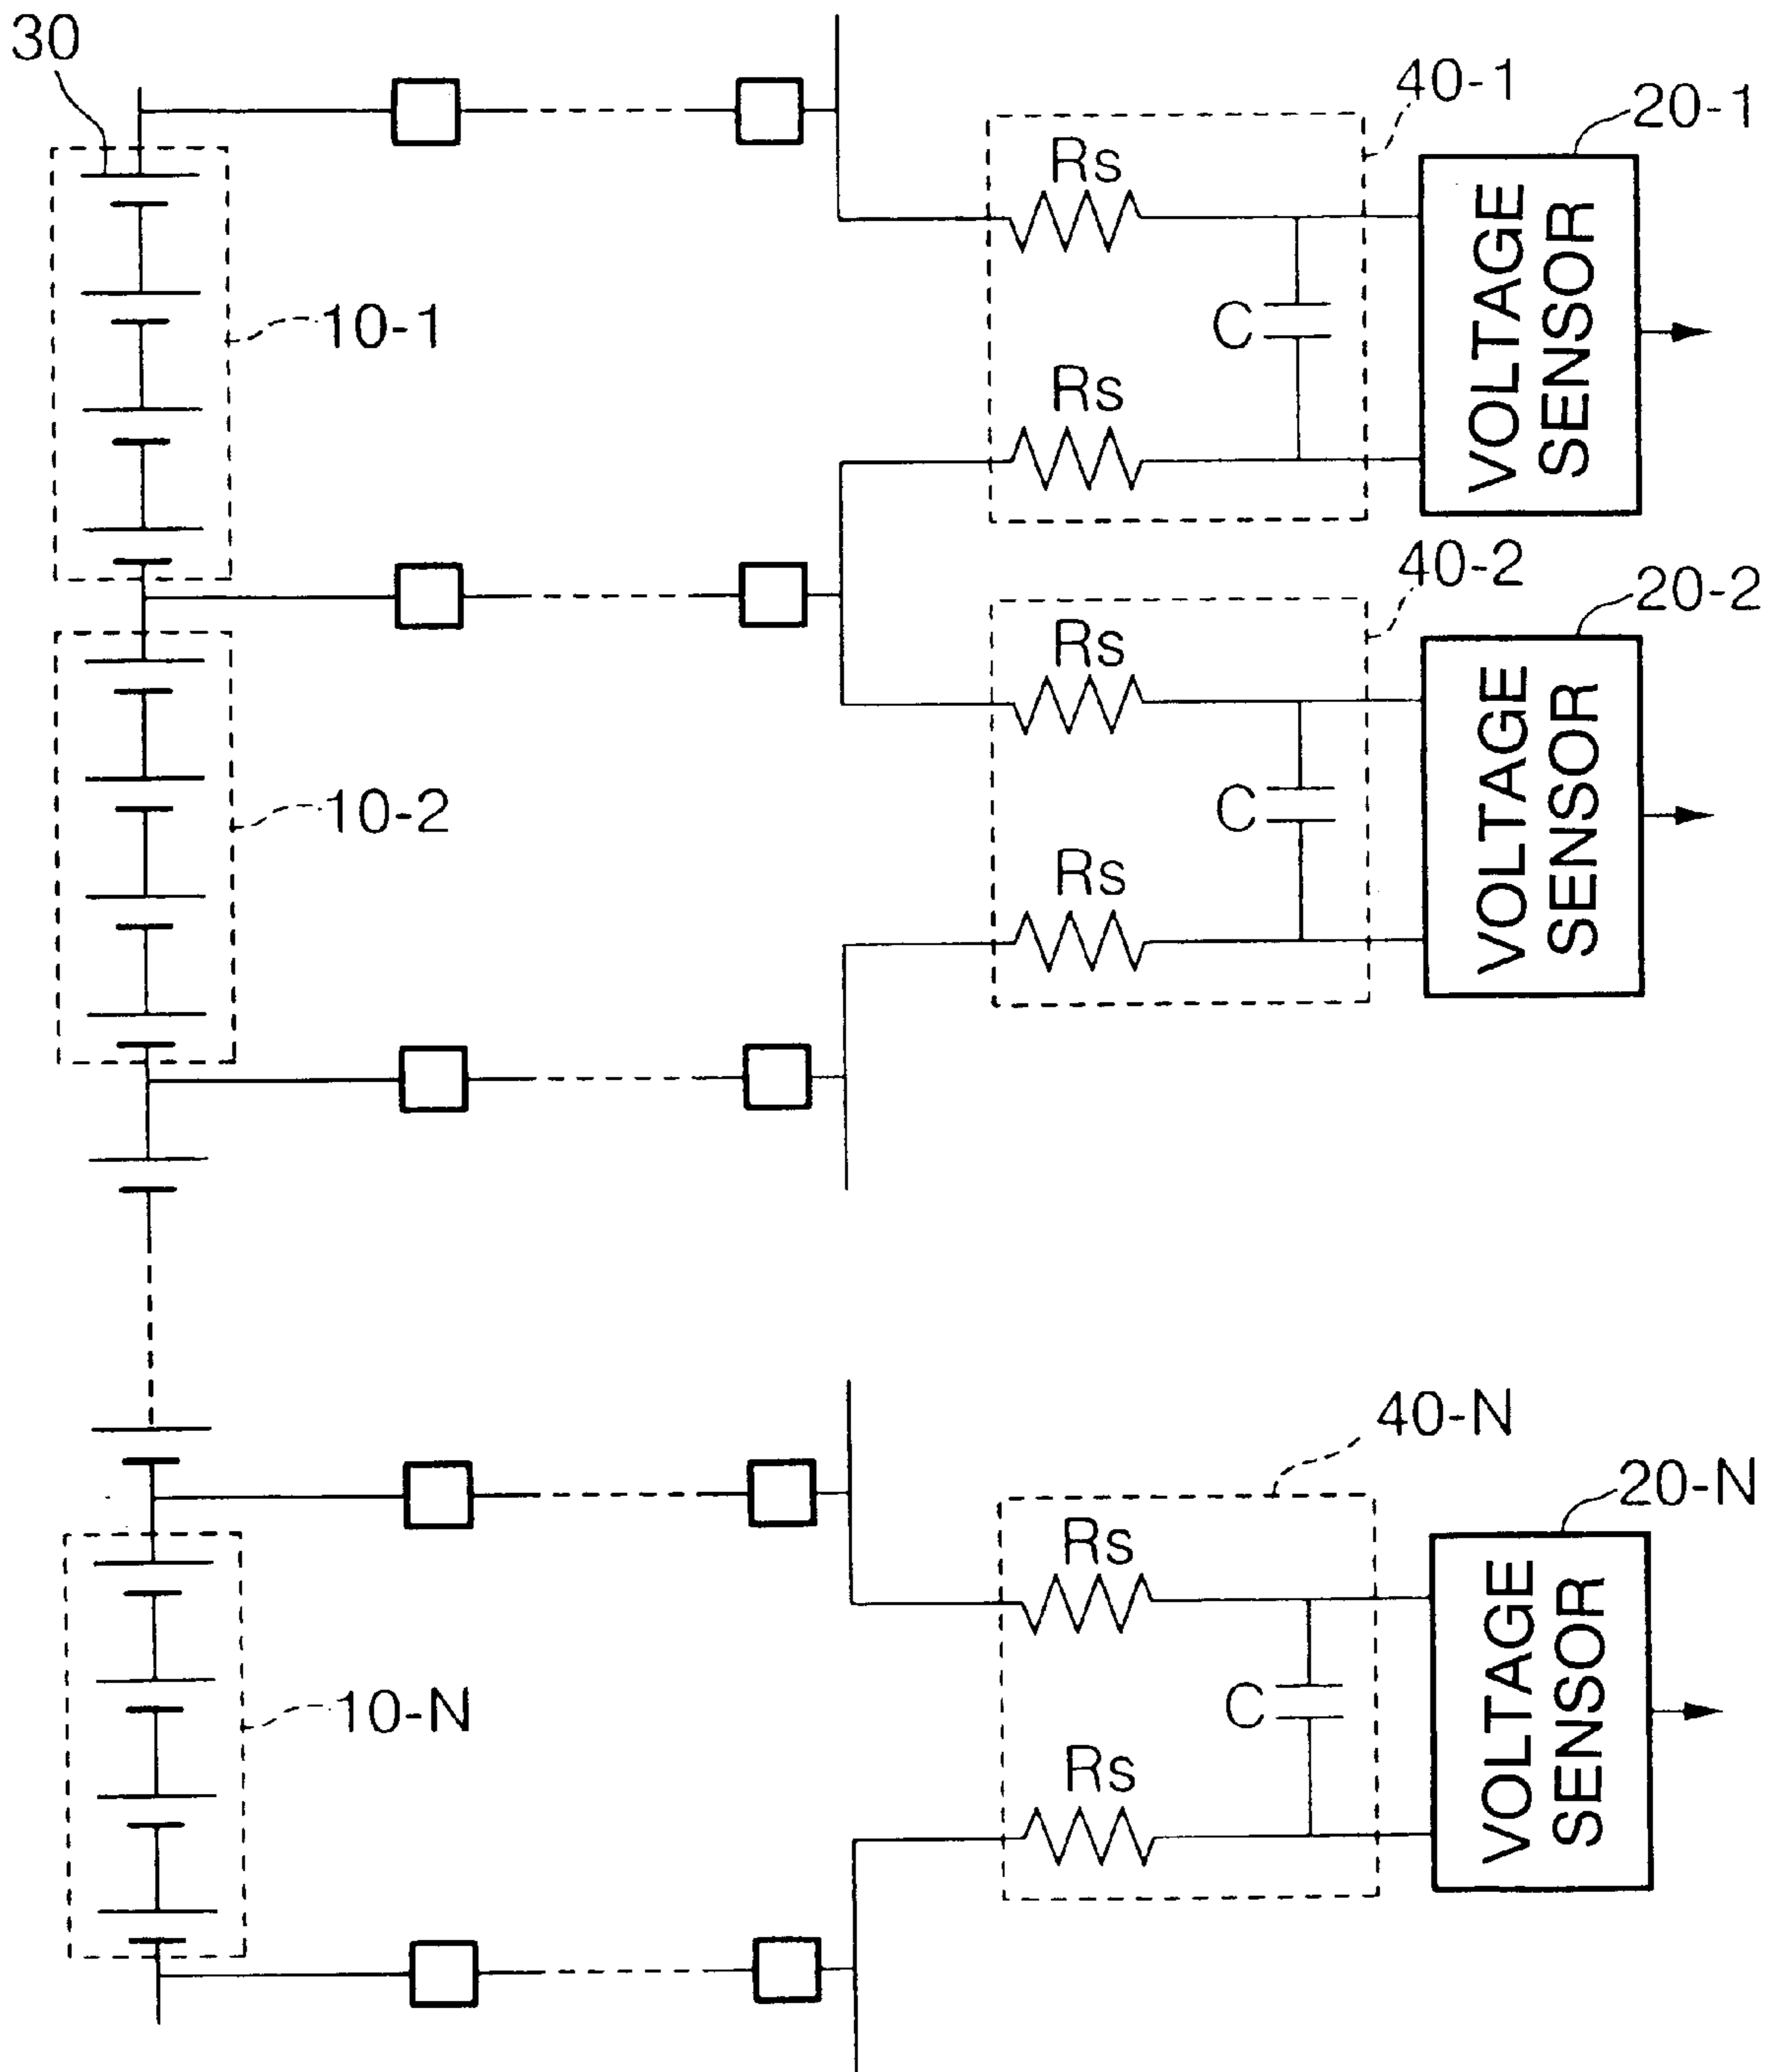 30
40-1
20-1
Rs
VOLTAGE
SENSOR
10-1
C
Rs
40-2
20-2
Rs
VOLTAGE
SENSOR
10-2
C
Rs
40-N
20-N
Rs
VOLTAGE
SENSOR
10-N
C
Rs